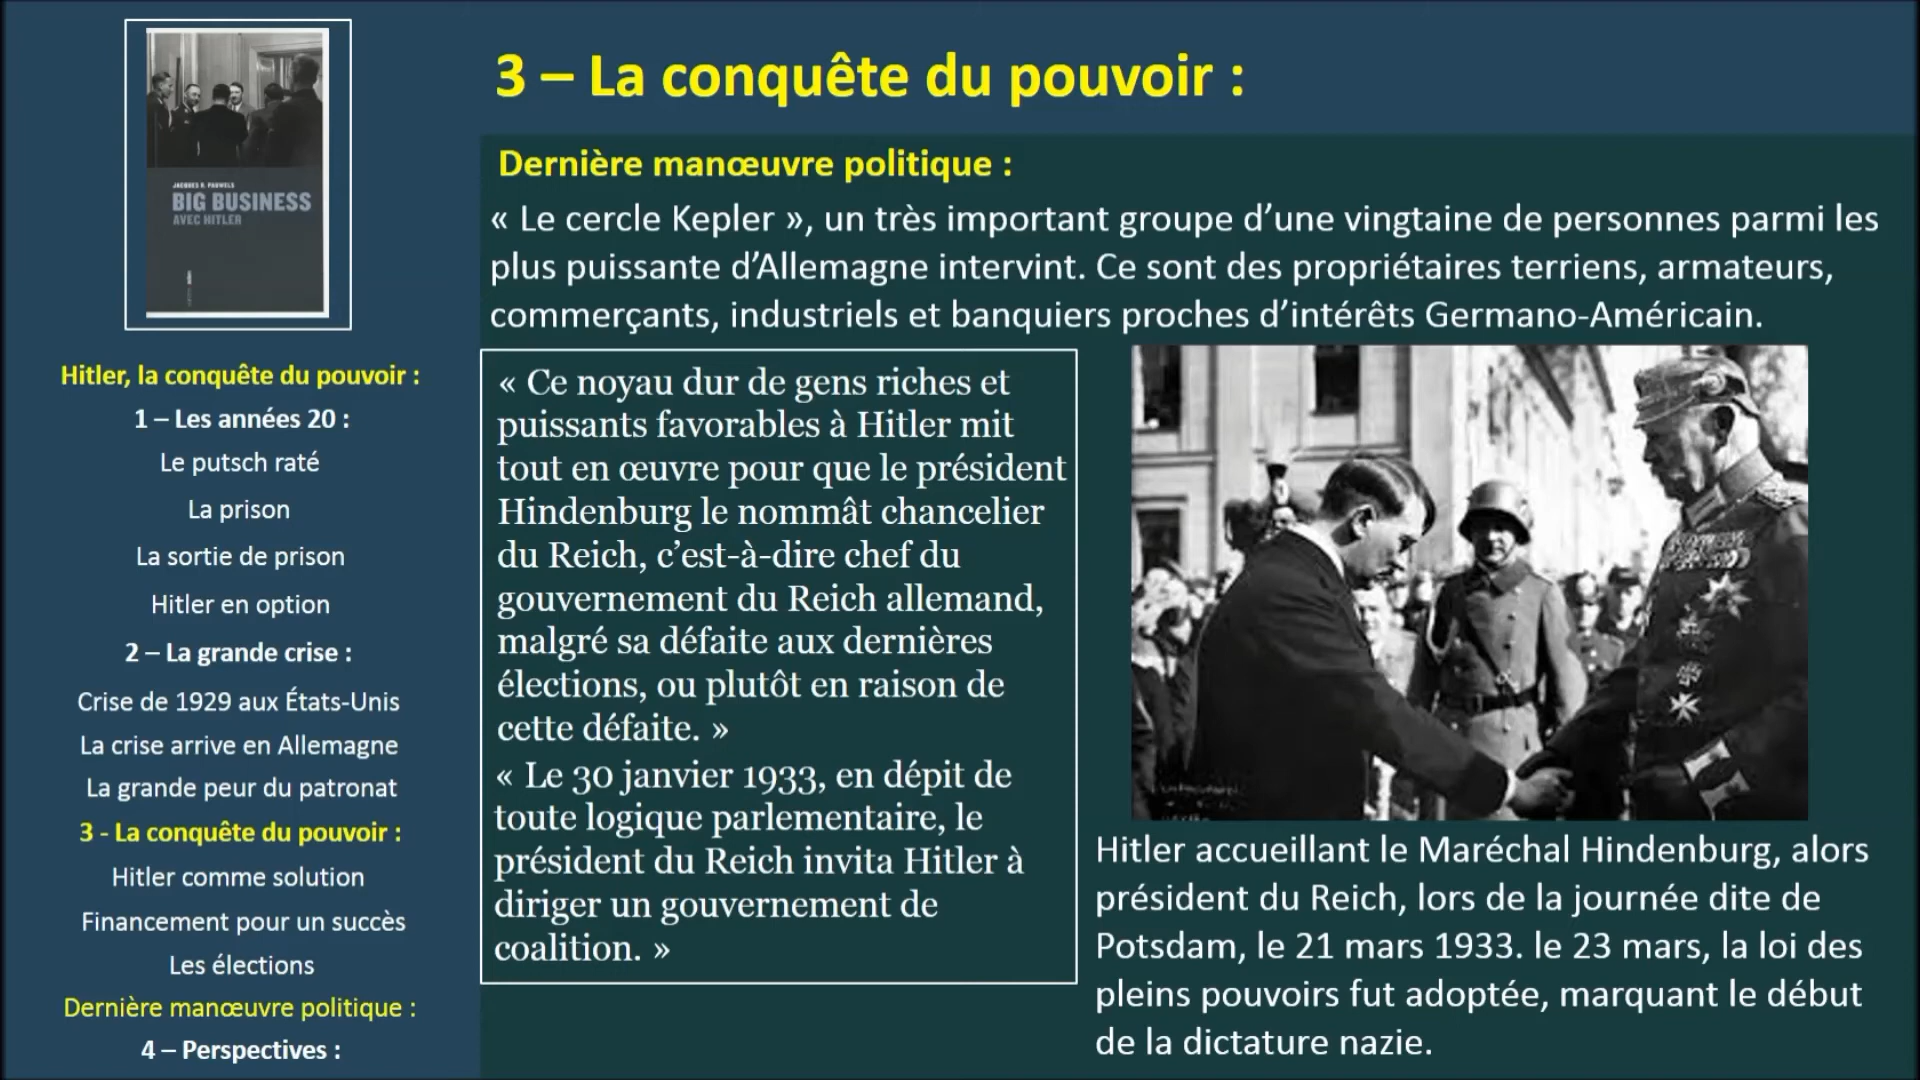 JACQUES R. PAUWELS
BIG BUSINESS
AVEC HITLER
Hitler, la conquête du pouvoir :
1 – Les années 20 :
Le putsch raté
La prison
La sortie de prison
Hitler en option
2 – La grande crise :
Crise de 1929 aux États-Unis
La crise arrive en Allemagne
La grande peur du patronat
3 - La conquête du pouvoir :
Hitler comme solution
Financement pour un succès
Les élections
Dernière manœuvre politique :
4 – Perspectives :
3 – La conquête du pouvoir :
Dernière manœuvre politique :
« Le cercle Kepler », un très important groupe d’une vingtaine de personnes parmi les
plus puissante d’Allemagne intervint. Ce sont des propriétaires terriens, armateurs,
commerçants, industriels et banquiers proches d’intérêts Germano-Américain.
« Ce noyau dur de gens riches et
puissants favorables à Hitler mit
tout en œuvre pour que le président
Hindenburg le nommât chancelier
du Reich, c’est-à-dire chef du
gouvernement du Reich allemand,
malgré sa défaite aux dernières
élections, ou plutôt en raison de
cette défaite. »
« Le 30 janvier 1933, en dépit de
toute logique parlementaire, le
président du Reich invita Hitler à
diriger un gouvernement de
coalition. »
Hitler accueillant le Maréchal Hindenburg, alors
président du Reich, lors de la journée dite de
Potsdam, le 21 mars 1933. le 23 mars, la loi des
pleins pouvoirs fut adoptée, marquant le début
de la dictature nazie.